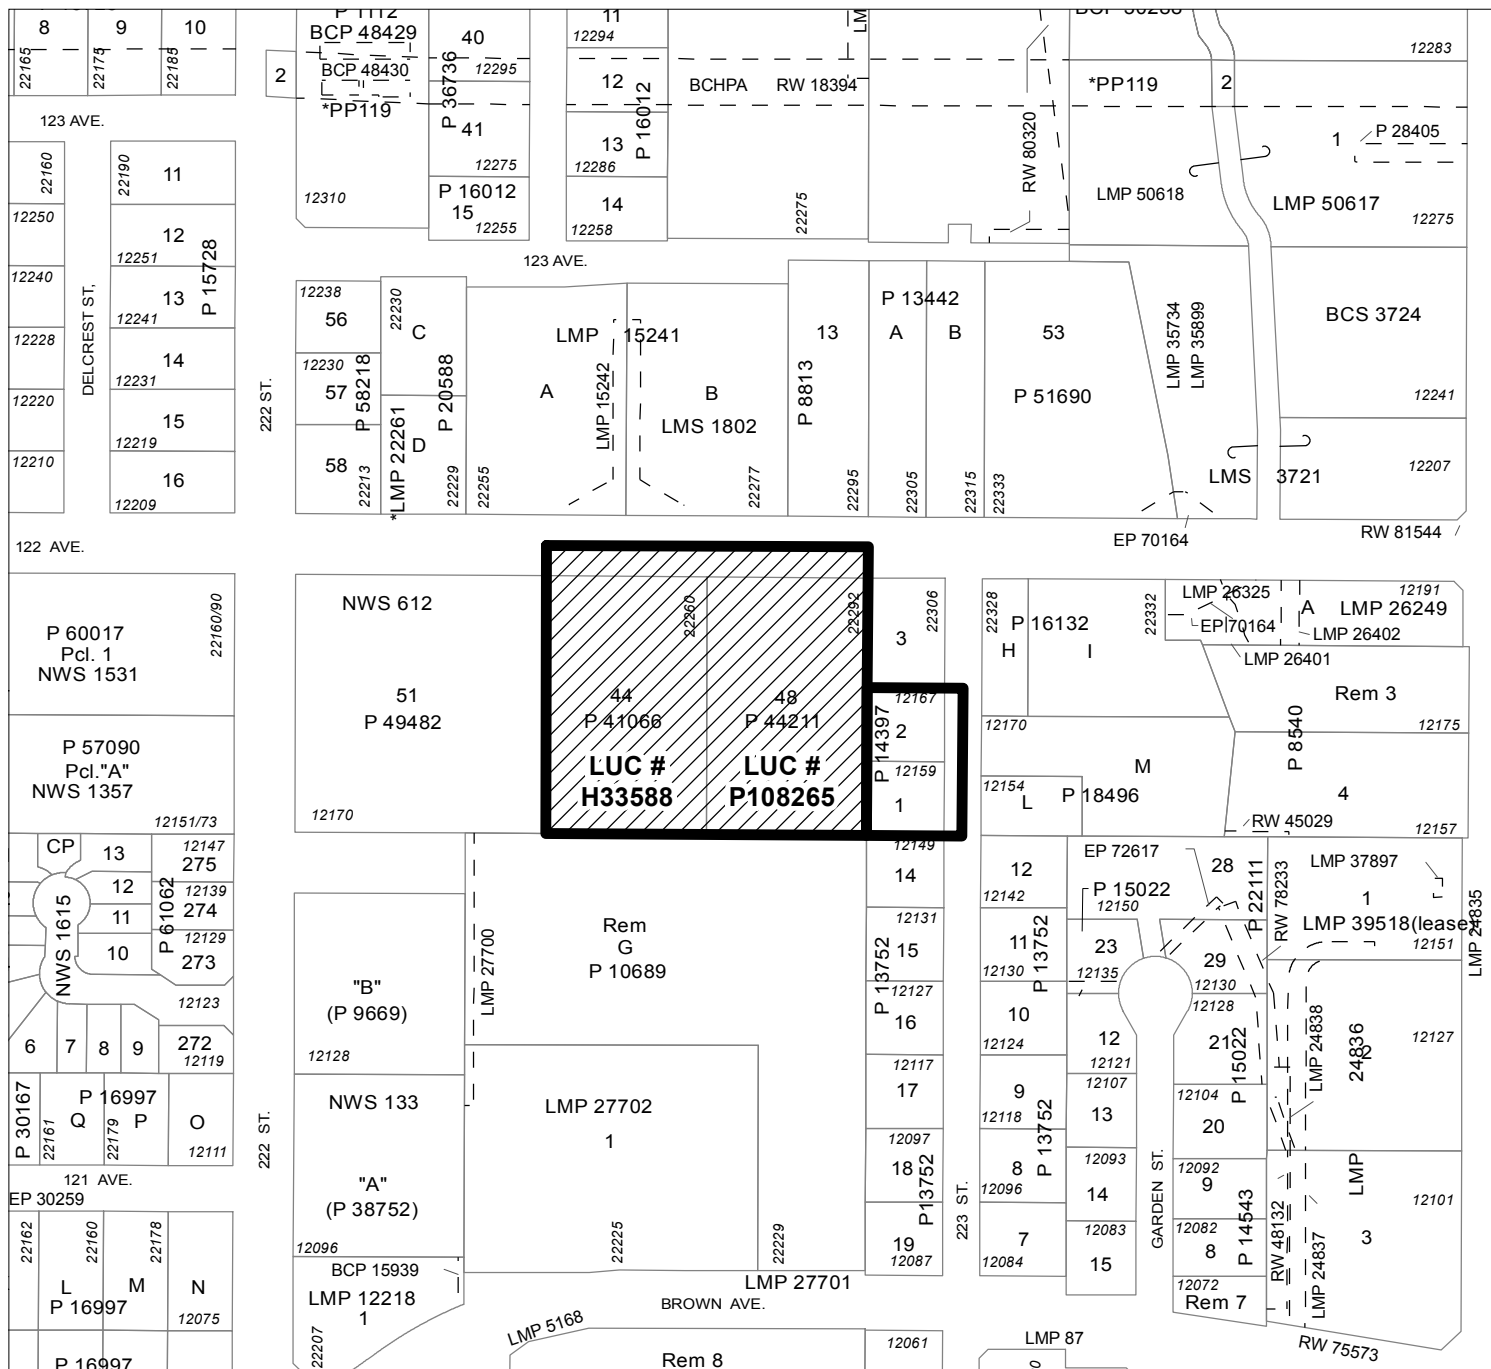 8
9
10
22165
22175
22185
P 1112
BCP 48429
BCP 48430
*PP119
2
40
12295
P 36736
41
12275
P 16012
15
12255
12310
11
12294
12
13
12286
P 16012
14
12258
BCHPA
RW 18394
22275
LM
RW 80320
*PP119
2
12283
1
P 28405
LMP 50618
LMP 50617
12275
123 AVE.
123 AVE.
22160
22190
11
12250
12
12251
P 15728
12240
13
12241
12228
14
12231
12220
15
12219
12210
16
12209
DELCREST ST,
222 ST.
12238
56
12230
57
58
P 58218
22213
22230
C
P 20588
*LMP 22261
D
22229
22255
A
LMP 15241
LMP 15242
B
LMS 1802
22277
P 8813
13
22295
P 13442
A
B
22305
22315
22333
53
P 51690
LMP 35734
LMP 35899
BCS 3724
12241
12207
LMS 3721
EP 70164
RW 81544
122 AVE.
P 60017
Pcl. 1
NWS 1531
22160/90
P 57090
Pcl."A"
NWS 1357
12151/73
NWS 612
51
P 49482
12170
22260
44
P 41066
LUC #
H33588
22292
48
P 44211
LUC #
P108265
3
22306
12167
2
P 14397
12159
1
22328
H
P 16132
I
22332
LMP 26325
EP 70164
A
12191
LMP 26249
LMP 26402
LMP 26401
Rem 3
12175
P 8540
12170
M
12154
L
P 18496
4
12157
RW 45029
CP
13
12147
275
12
12139
274
11
12129
273
10
P 61062
NWS 1615
12123
6
7
8
9
272
12119
P 30167
P 16997
Q
P
O
22161
22179
12111
121 AVE.
EP 30259
22162
22160
22178
L
M
N
P 16997
12075
P 16997
222 ST.
"B"
(P 9669)
12128
LMP 27700
Rem
G
P 10689
NWS 133
"A"
(P 38752)
12096
LMP 27702
1
22225
22229
LMP 27701
BCP 15939
LMP 12218
1
22207
BROWN AVE.
LMP 5168
Rem 8
12061
LMP 87
12149
14
12131
15
P 13752
12127
16
12117
17
12097
18
P13752
19
12087
223 ST.
12
12142
11
12130
P 13752
10
12124
9
12118
P 13752
8
12096
7
12084
EP 72617
P 15022
12150
28
23
12135
P 22111
RW 78233
29
12130
12
12121
12128
21
P 15022
12107
13
12104
20
12093
14
12092
9
12083
15
12082
8
P 14543
12072
Rem 7
GARDEN ST.
RW 48132
LMP 37897
1
LMP 39518(lease)
12151
LMP 24835
LMP 24838
24836
2
12127
LMP
LMP 24837
3
12101
RW 75573